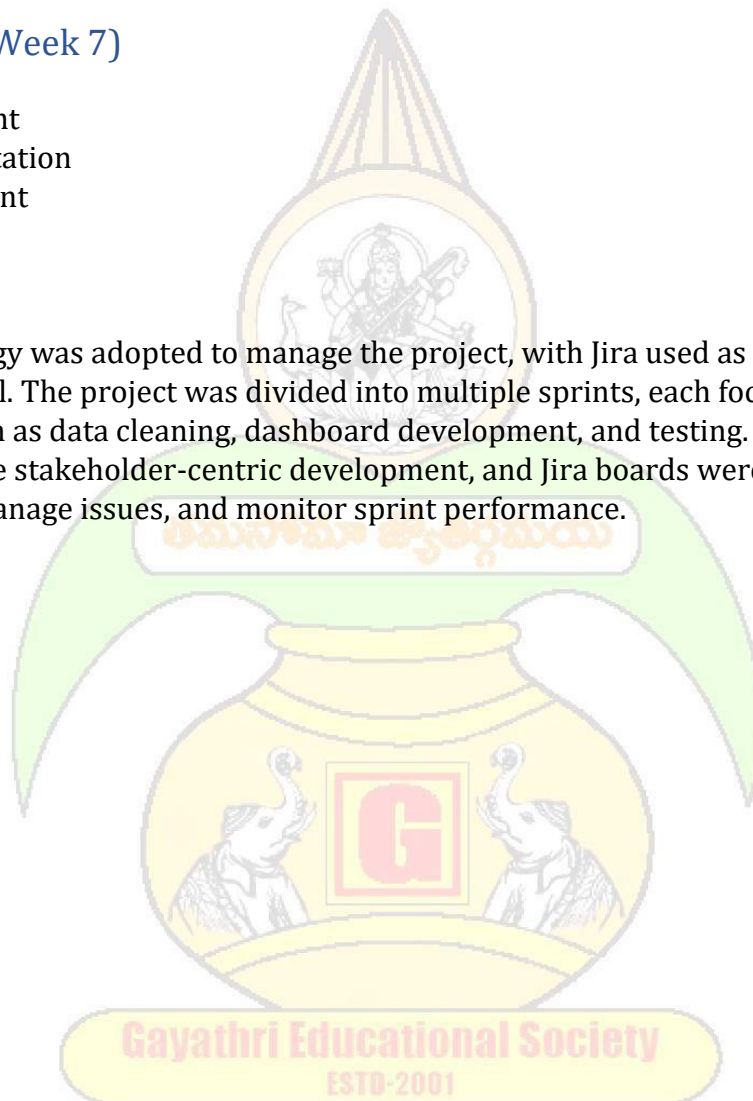 Week 7)
nt
tation
nt
gy was adopted to manage the project, with Jira used as
l. The project was divided into multiple sprints, each foc
n as data cleaning, dashboard development, and testing.
e stakeholder-centric development, and Jira boards were
anage issues, and monitor sprint performance.
తమసోమా జ్యోతిర్గమయ
G
Gayathri Educational Society
ESTD-2001